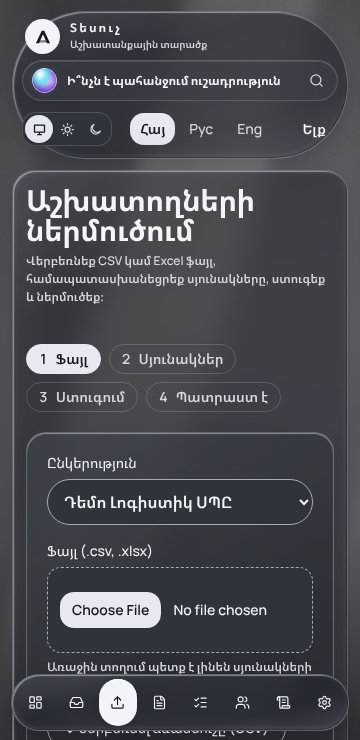 Տեսուչ
Աշխատանքային տարածք
Ի՞նչն է պահանջում ուշադրություն
Հայ Рус Eng Ելք
Աշխատողների
ներմուծում
Վերբեռնեք CSV կամ Excel ֆայլ,
համապատասխանեցրեք սյունակները, ստուգեք
և ներմուծեք:
1 Ֆայլ 2 Սյունակներ
3 Ստուգում 4 Պատրաստ է
Ընկերություն
Դեմո Լոգիստիկ ՍՊԸ
Ֆայլ (.csv, .xlsx)
Choose File No file chosen
Առաջին տողում պետք է լինեն սյունակների